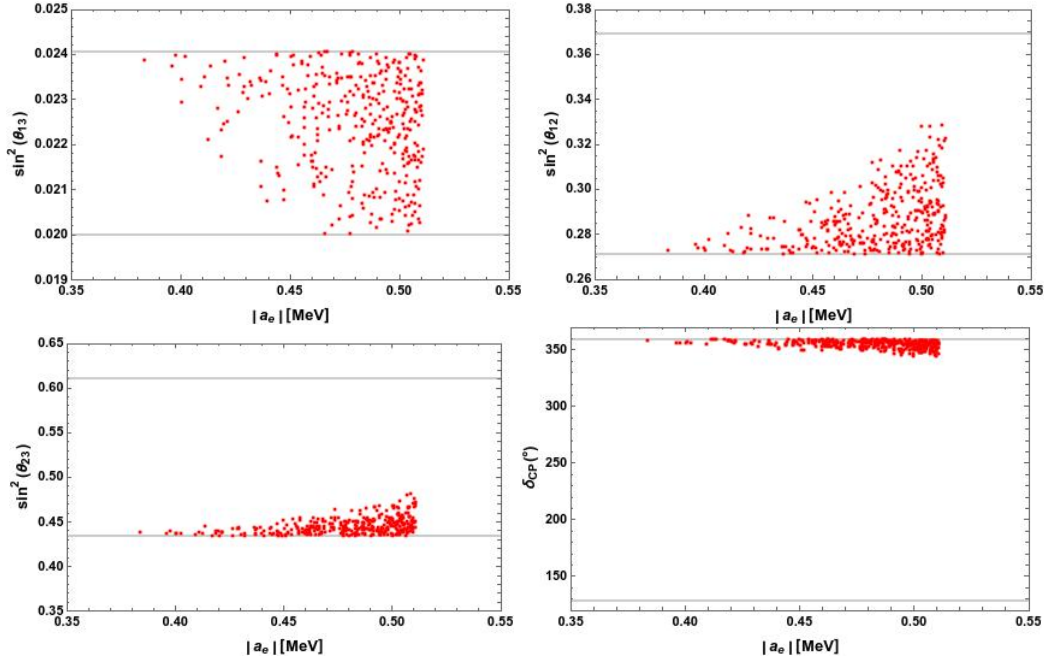 0.025
0.024
0.023
0.022
0.021
0.020
0.019
sin² (θ₁₃)
0.35 0.40 0.45 0.50 0.55
| aₑ | [MeV]
0.38
0.36
0.34
0.32
0.30
0.28
0.26
sin² (θ₁₂)
0.35 0.40 0.45 0.50 0.55
| aₑ | [MeV]
0.65
0.60
0.55
0.50
0.45
0.40
0.35
sin² (θ₂₃)
0.35 0.40 0.45 0.50 0.55
| aₑ | [MeV]
350
300
250
200
150
δCP(°)
0.35 0.40 0.45 0.50 0.55
| aₑ | [MeV]